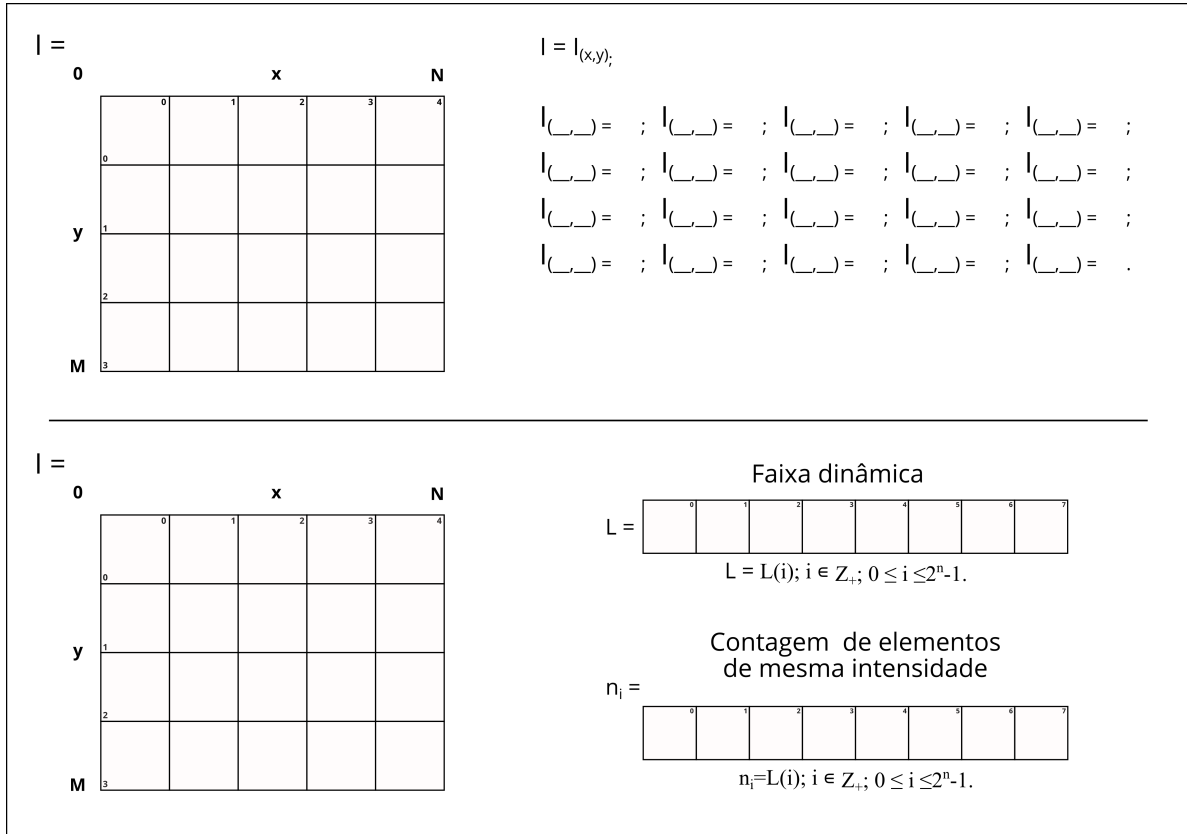 I =
0 x N
0 1 2 3 4
0
y 1
2
M 3
I = I(x,y);
I(__,__) = ; I(__,__) = ; I(__,__) = ; I(__,__) = ; I(__,__) = ;
I(__,__) = ; I(__,__) = ; I(__,__) = ; I(__,__) = ; I(__,__) = ;
I(__,__) = ; I(__,__) = ; I(__,__) = ; I(__,__) = ; I(__,__) = ;
I(__,__) = ; I(__,__) = ; I(__,__) = ; I(__,__) = ; I(__,__) = .
I =
0 x N
0 1 2 3 4
0
y 1
2
M 3
Faixa dinâmica
L = 0 1 2 3 4 5 6 7
L = L(i); i ∈ Z₊; 0 ≤ i ≤2ⁿ-1.
Contagem de elementos
de mesma intensidade
nᵢ =
0 1 2 3 4 5 6 7
nᵢ=L(i); i ∈ Z₊; 0 ≤ i ≤2ⁿ-1.